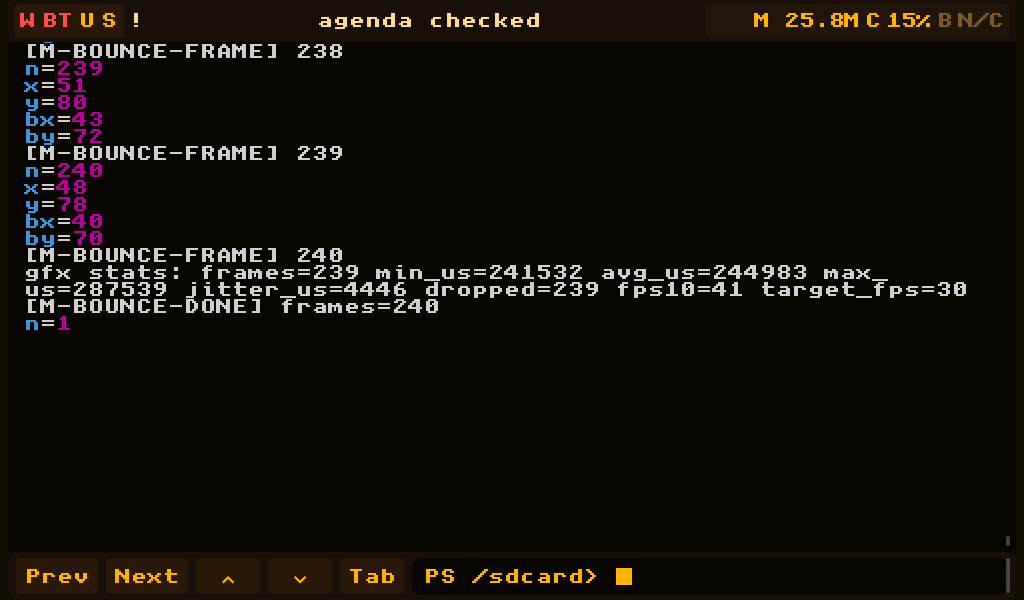 W BT U S ! agenda checked M 25.8M C 15% B N/C
[M-BOUNCE-FRAME] 238
n=239
x=51
y=80
bx=43
by=72
[M-BOUNCE-FRAME] 239
n=240
x=48
y=78
bx=40
by=70
[M-BOUNCE-FRAME] 240
gfx stats: frames=239 min_us=241532 avg_us=244983 max_
us=287539 jitter_us=4446 dropped=239 fps10=41 target_fps=30
[M-BOUNCE-DONE] frames=240
n=1
Prev Next ^ ⌄ Tab PS /sdcard>